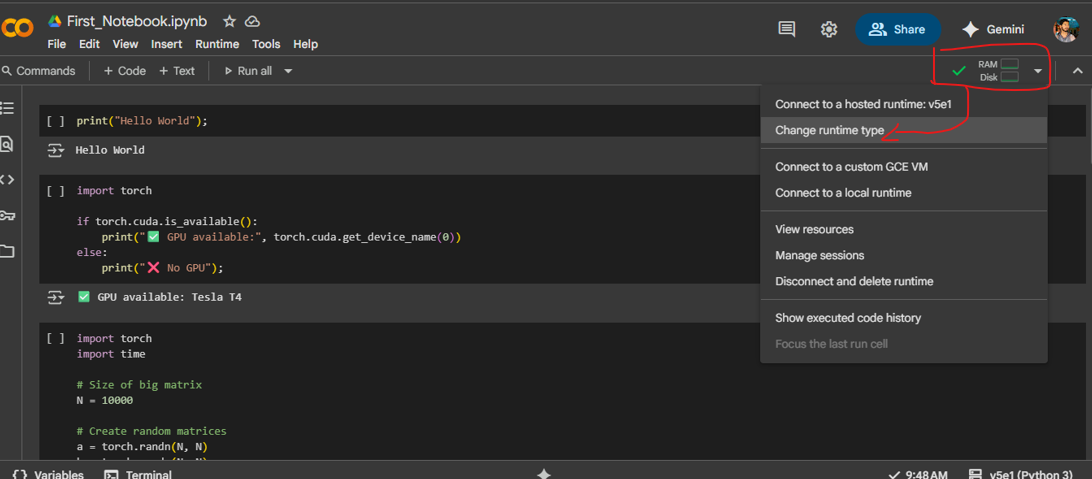 First_Notebook.ipynb
File Edit View Insert Runtime Tools Help
Share
Gemini
Commands + Code + Text Run all
RAM
Disk
Connect to a hosted runtime: v5e1
Change runtime type
Connect to a custom GCE VM
Connect to a local runtime
View resources
Manage sessions
Disconnect and delete runtime
Show executed code history
Focus the last run cell
[ ] print("Hello World");
Hello World
[ ] import torch
if torch.cuda.is_available():
print("✅ GPU available:", torch.cuda.get_device_name(0))
else:
print("❌ No GPU");
✅ GPU available: Tesla T4
[ ] import torch
import time
# Size of big matrix
N = 10000
# Create random matrices
a = torch.randn(N, N)
Variables Terminal 9:48 AM v5e1 (Python 3)